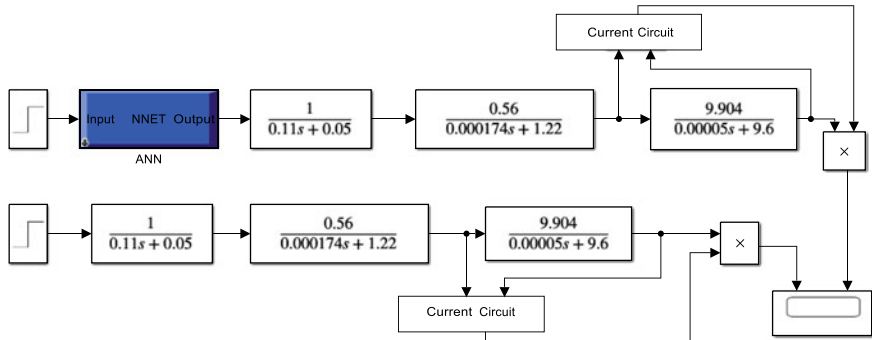 Current Circuit
Input NNET Output
ANN
1
0.11s + 0.05
0.56
0.000174s + 1.22
9.904
0.00005s + 9.6
×
1
0.11s + 0.05
0.56
0.000174s + 1.22
9.904
0.00005s + 9.6
×
Current Circuit